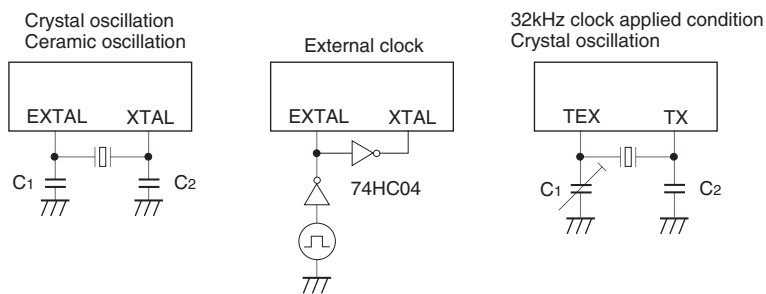 Crystal oscillation
Ceramic oscillation
EXTAL XTAL
C1 C2
External clock
EXTAL XTAL
74HC04
32kHz clock applied condition
Crystal oscillation
TEX TX
C1 C2